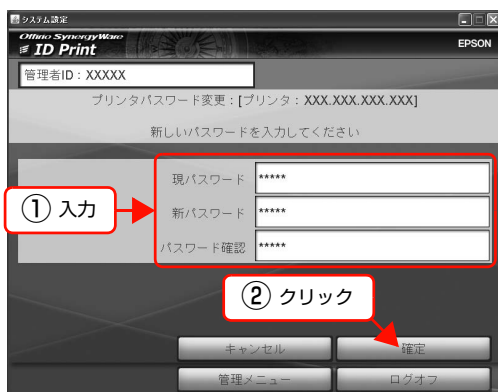 システム設定
Offirio SynergyWare
ID Print
EPSON
管理者ID：XXXXX
プリンタパスワード変更：[プリンタ：XXX.XXX.XXX.XXX]
新しいパスワードを入力してください
現パスワード *****
① 入力
新パスワード *****
パスワード確認 *****
② クリック
キャンセル 確定
管理メニュー ログオフ